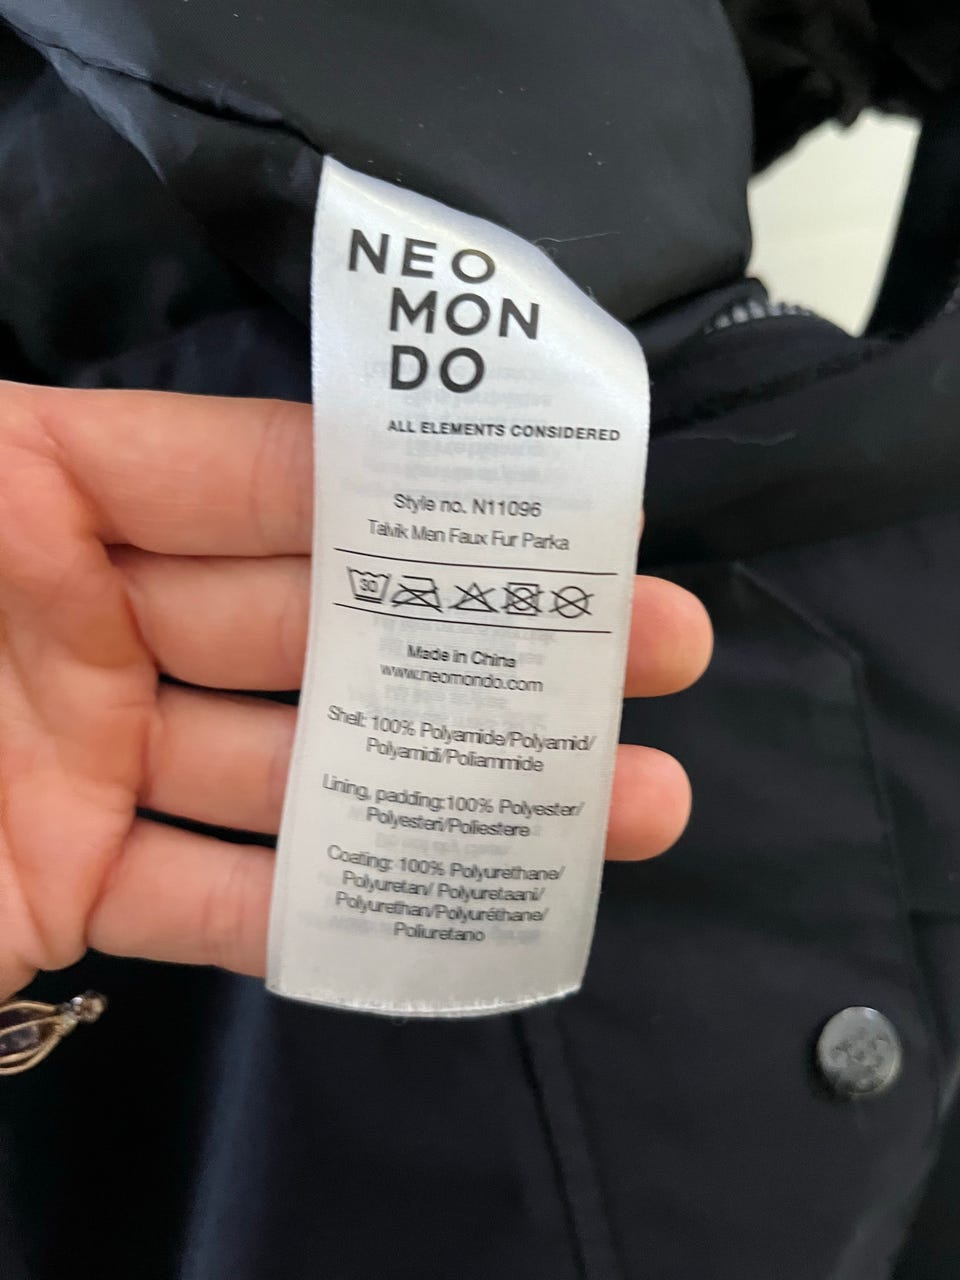 NEO
MON
DO
ALL ELEMENTS CONSIDERED
Style no. N11096
Talvik Men Faux Fur Parka
30
Made in China
www.neomondo.com
Shell: 100% Polyamide/Polyamid/
Polyamidi/Poliammide
Lining, padding:100% Polyester/
Polyesteri/Poliestere
Coating: 100% Polyurethane/
Polyuretan/ Polyuretaani/
Polyurethan/Polyuréthane/
Poliuretano